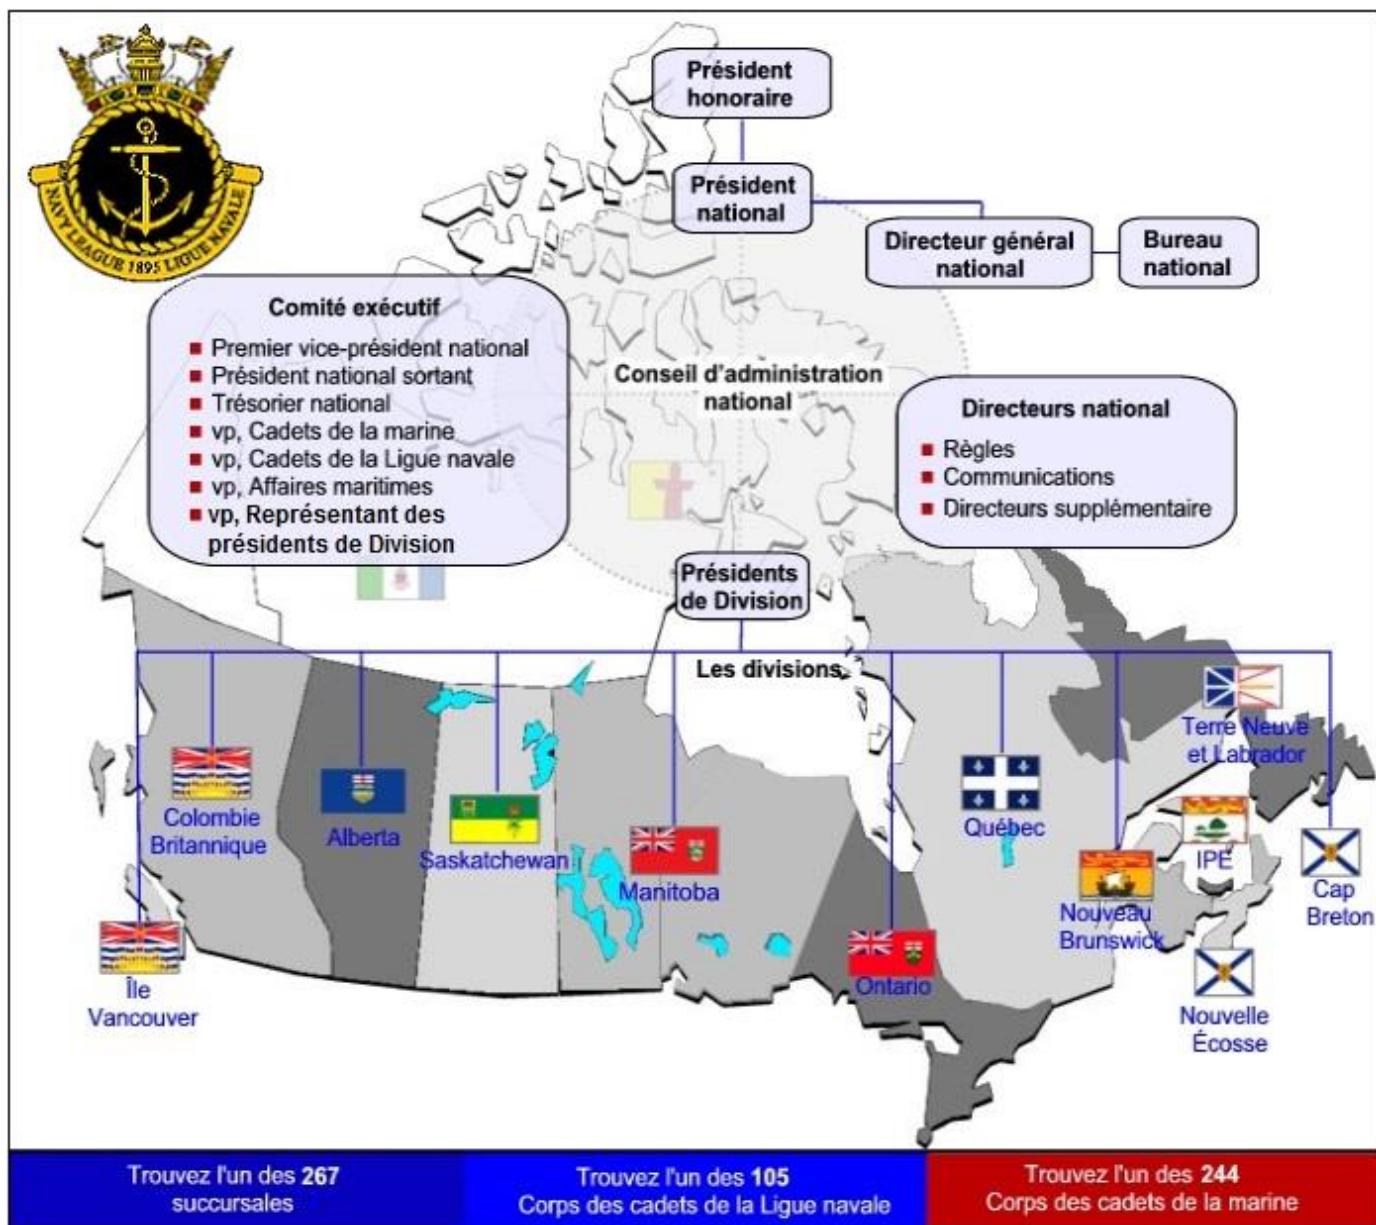 NAVY LEAGUE 1895 LIGUE NAVALE
Président
honoraire
Président
national
Directeur général
national
Bureau
national
Comité exécutif
Premier vice-président national
Président national sortant
Trésorier national
vp, Cadets de la marine
vp, Cadets de la Ligue navale
vp, Affaires maritimes
vp, Représentant des
présidents de Division
Conseil d'administration
national
Directeurs national
Règles
Communications
Directeurs supplémentaire
Présidents
de Division
Les divisions
Colombie
Britannique
Alberta
Saskatchewan
Manitoba
Ontario
Québec
Nouveau
Brunswick
Terre Neuve
et Labrador
IPE
Cap
Breton
Île
Vancouver
Nouvelle
Écosse
Trouvez l'un des 267
succursales
Trouvez l'un des 105
Corps des cadets de la Ligue navale
Trouvez l'un des 244
Corps des cadets de la marine